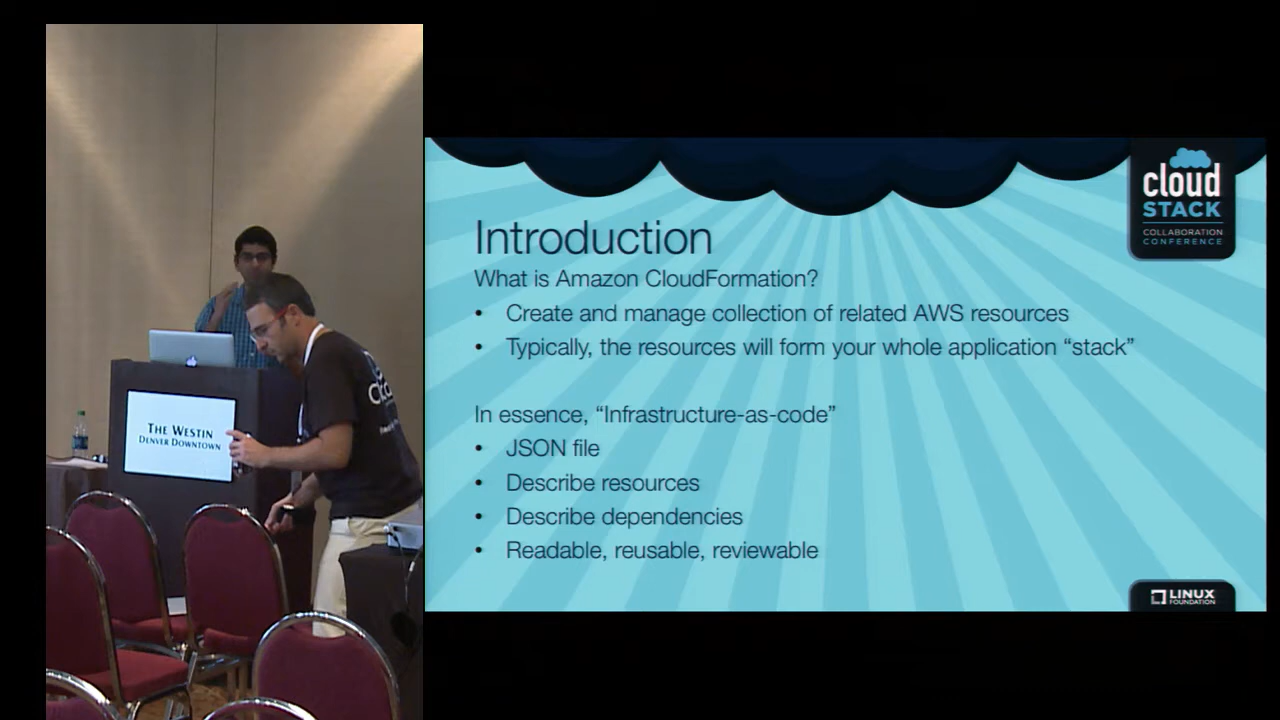 THE WESTIN
DENVER DOWNTOWN
cloud
STACK
COLLABORATION
CONFERENCE
Introduction
What is Amazon CloudFormation?
• Create and manage collection of related AWS resources
• Typically, the resources will form your whole application “stack”
In essence, “Infrastructure-as-code”
• JSON file
• Describe resources
• Describe dependencies
• Readable, reusable, reviewable
LINUX
FOUNDATION